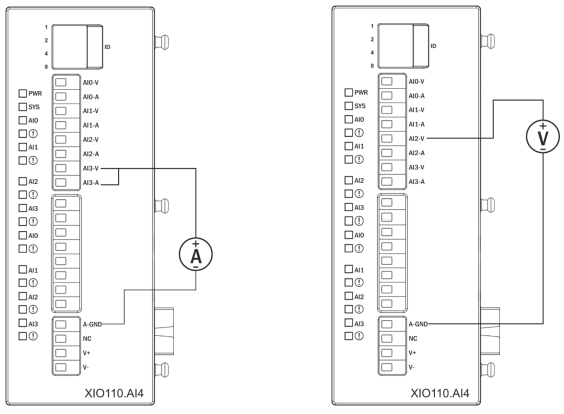 1
2
4
8
ID
AI0-V
AI0-A
AI1-V
AI1-A
AI2-V
AI2-A
AI3-V
AI3-A
PWR
SYS
AI0
!
AI1
!
AI2
!
AI3
!
AI0
!
AI1
!
AI2
!
AI3
!
+
A
−
A-GND
NC
V+
V-
XIO110.AI4
1
2
4
8
ID
AI0-V
AI0-A
AI1-V
AI1-A
AI2-V
AI2-A
AI3-V
AI3-A
PWR
SYS
AI0
!
AI1
!
AI2
!
AI3
!
AI0
!
AI1
!
AI2
!
AI3
!
+
V
−
A-GND
NC
V+
V-
XIO110.AI4